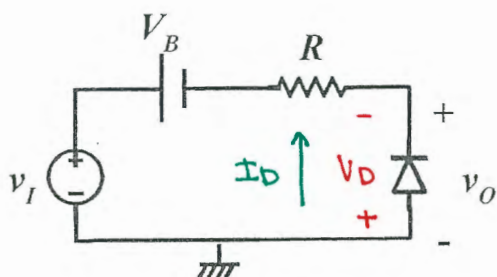 V_B
R
- +
+
-
v_I
I_D
V_D
v_O
+ -